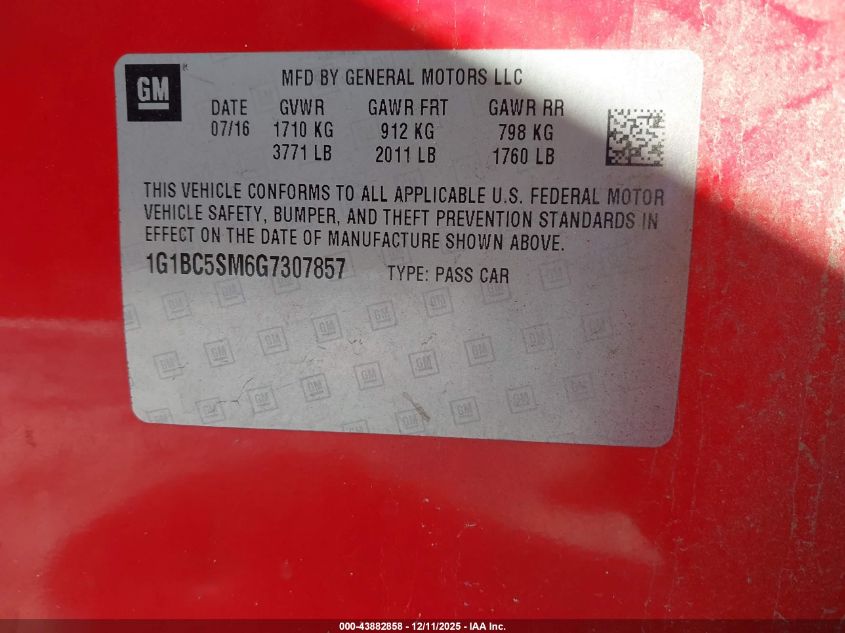 GM
MFD BY GENERAL MOTORS LLC
DATE GVWR GAWR FRT GAWR RR
07/16 1710 KG 912 KG 798 KG
3771 LB 2011 LB 1760 LB
THIS VEHICLE CONFORMS TO ALL APPLICABLE U.S. FEDERAL MOTOR
VEHICLE SAFETY, BUMPER, AND THEFT PREVENTION STANDARDS IN
EFFECT ON THE DATE OF MANUFACTURE SHOWN ABOVE.
1G1BC5SM6G7307857 TYPE: PASS CAR
000-43882858 - 12/11/2025 - IAA Inc.